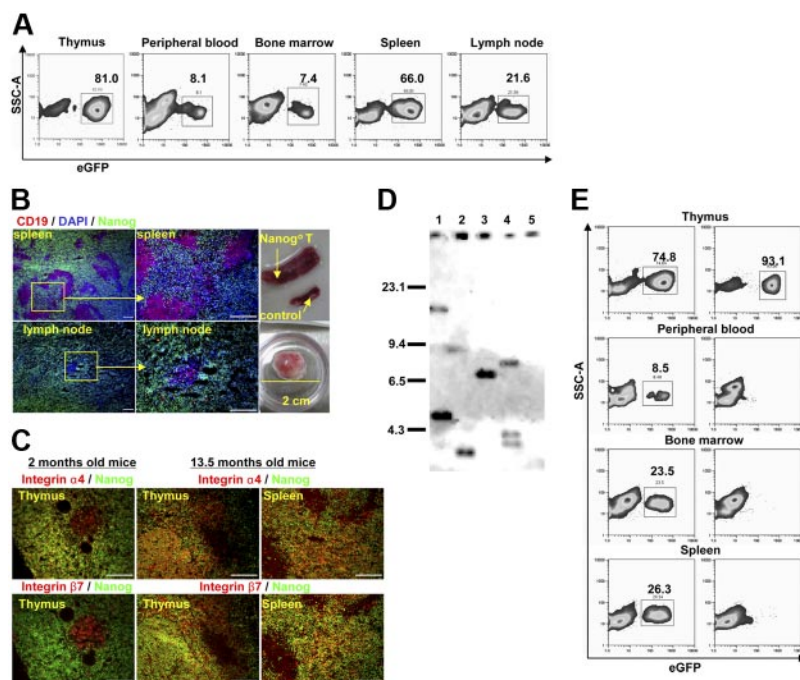 A
Thymus Peripheral blood Bone marrow Spleen Lymph node
SSC-A
81.0 8.1 7.4 66.0 21.6
eGFP
B
CD19 / DAPI / Nanog
spleen spleen
Nanogᴼ T
control
lymph-node lymph-node
2 cm
C
2 months old mice 13.5 months old mice
Integrin α4 / Nanog Integrin α4 / Nanog
Thymus Thymus Spleen
Integrin β7 / Nanog Integrin β7 / Nanog
Thymus Thymus Spleen
D
1 2 3 4 5
23.1
9.4
6.5
4.3
E
Thymus
74.8 93.1
Peripheral blood
8.5
SSC-A
Bone marrow
23.5
Spleen
26.3
eGFP